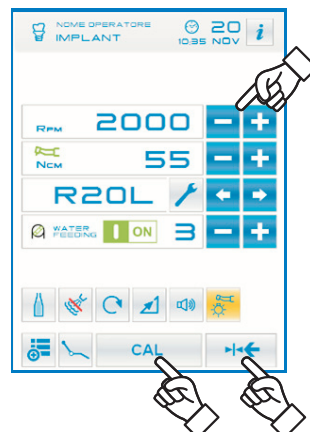 NOME OPERATORE
IMPLANT
20
10:35 NOV
i
RPM 2000 - +
NCM 55 - +
R20L
WATER
FEEDING I ON 3 - +
CAL